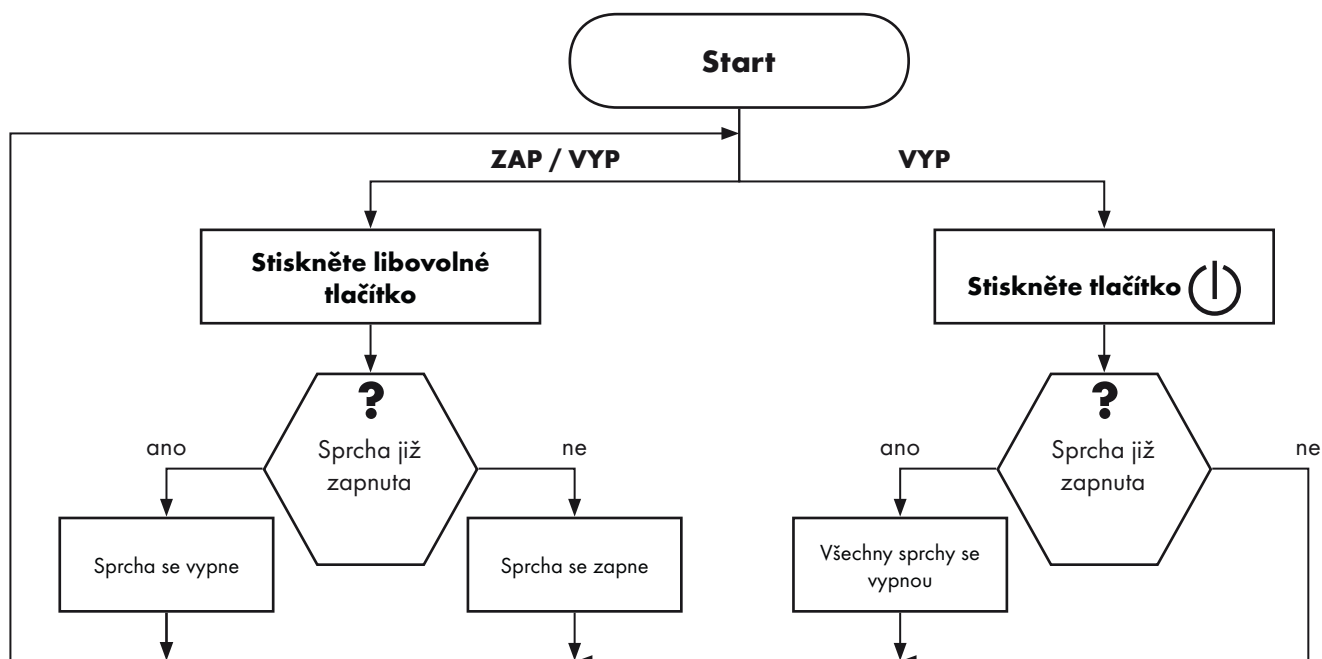 Start
ZAP / VYP
VYP
Stiskněte libovolné
tlačítko
Stiskněte tlačítko
?
Sprcha již
zapnuta
ano
ne
?
Sprcha již
zapnuta
ano
ne
Sprcha se vypne
Sprcha se zapne
Všechny sprchy se
vypnou